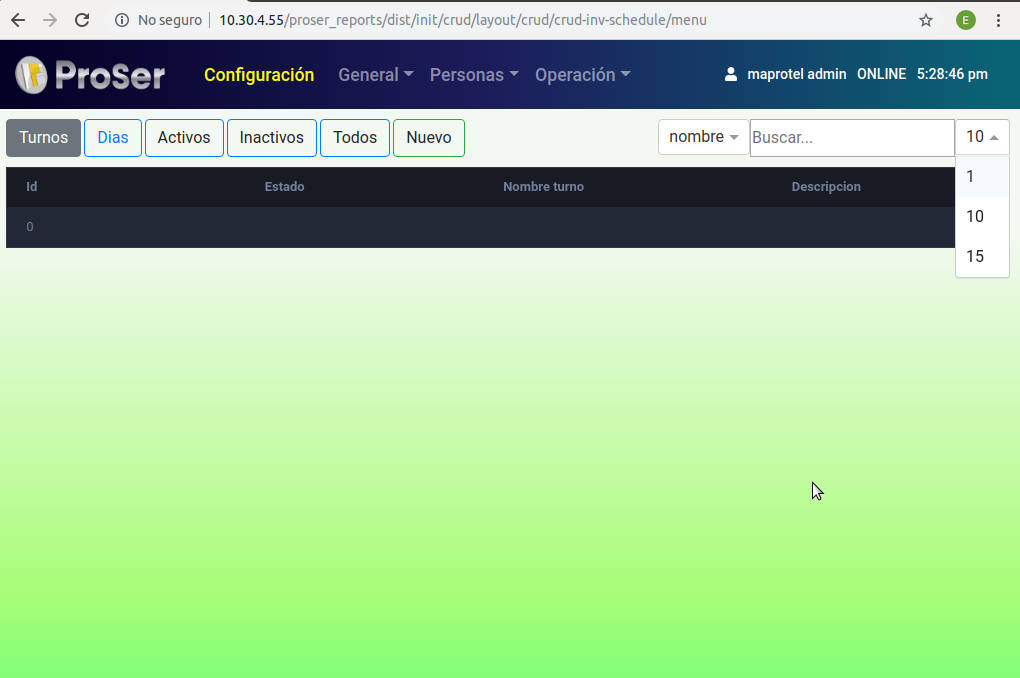 No seguro 10.30.4.55/proser_reports/dist/init/crud/layout/crud/crud-inv-schedule/menu E
ProSer Configuración General Personas Operación maprotel admin ONLINE 5:28:46 pm
Turnos Dias Activos Inactivos Todos Nuevo nombre Buscar... 10
1
10
15
Id Estado Nombre turno Descripcion
0